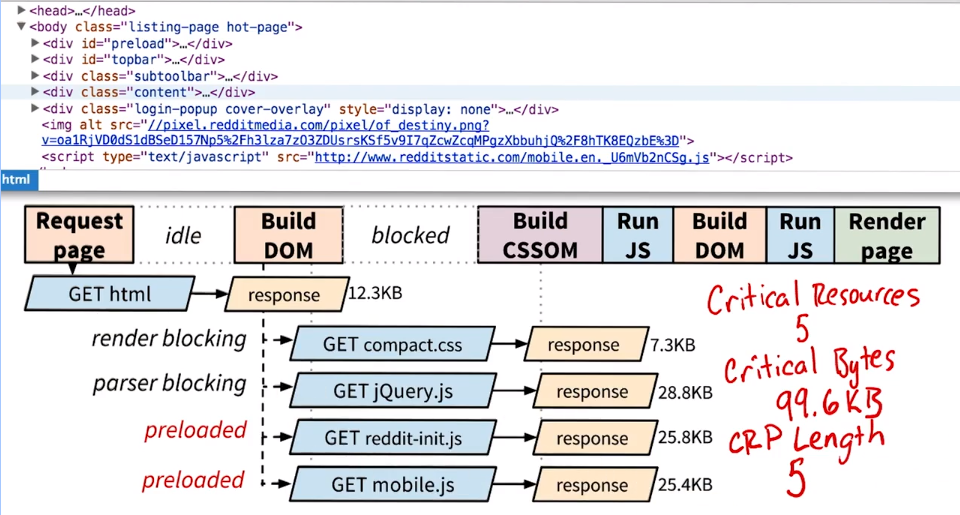 <head>…</head>
<body class="listing-page hot-page">
<div id="preload">…</div>
<div id="topbar">…</div>
<div class="subtoolbar">…</div>
<div class="content">…</div>
<div class="login-popup cover-overlay" style="display: none">…</div>
<img alt src="//pixel.redditmedia.com/pixel/of_destiny.png?
v=oa1RjVD0dS1dBSeD157Np5%2Fh3lza7zO3ZDUsrsKSf5v9I7qZcwZcqMPgzXbbuhjQ%2F8hTK8EQzbE%3D">
<script type="text/javascript" src="http://www.redditstatic.com/mobile.en._U6mVb2nCSg.js"></script>
html
Request page
idle
Build DOM
blocked
Build CSSOM
Run JS
Build DOM
Run JS
Render page
GET html
response
12.3KB
render blocking
GET compact.css
response
7.3KB
parser blocking
GET jQuery.js
response
28.8KB
preloaded
GET reddit-init.js
response
25.8KB
preloaded
GET mobile.js
response
25.4KB
Critical Resources
5
Critical Bytes
99.6KB
CRP Length
5